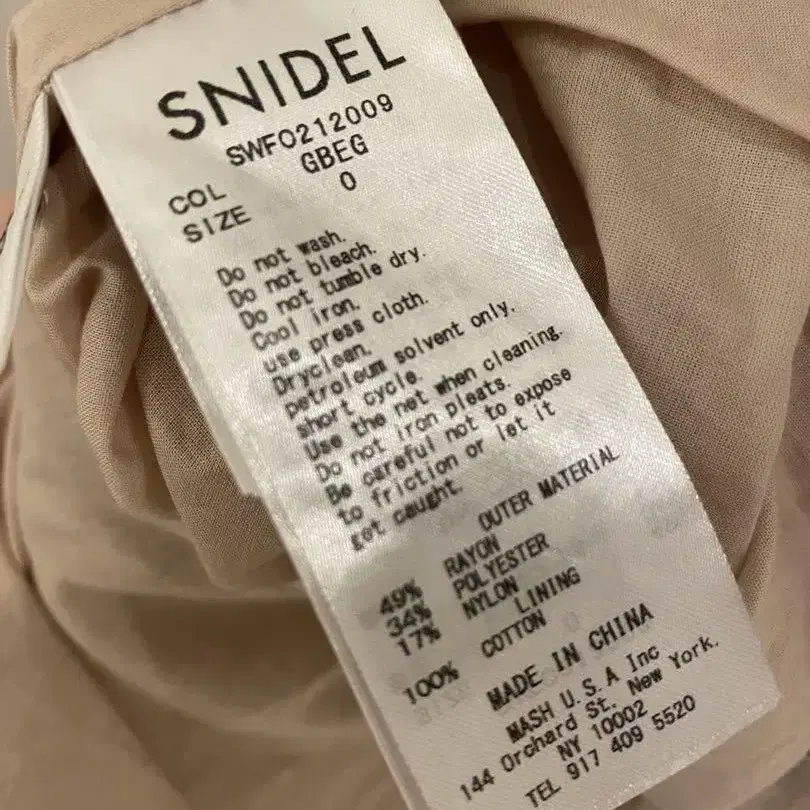 SNIDEL
SWFO212009
COL GBEG
SIZE 0
Do not wash.
Do not bleach.
Do not tumble dry.
Cool iron.
use press cloth.
Dryclean.
petroleum solvent only,
short cycle.
Use the net when cleaning.
Do not iron pleats.
Be careful not to expose
to friction or let it
get caught.
OUTER MATERIAL
49% RAYON
34% POLYESTER
17% NYLON
LINING
100% COTTON
MADE IN CHINA
MASH U.S.A Inc
144 Orchard St. New York.
NY 10002
TEL 917 409 5520